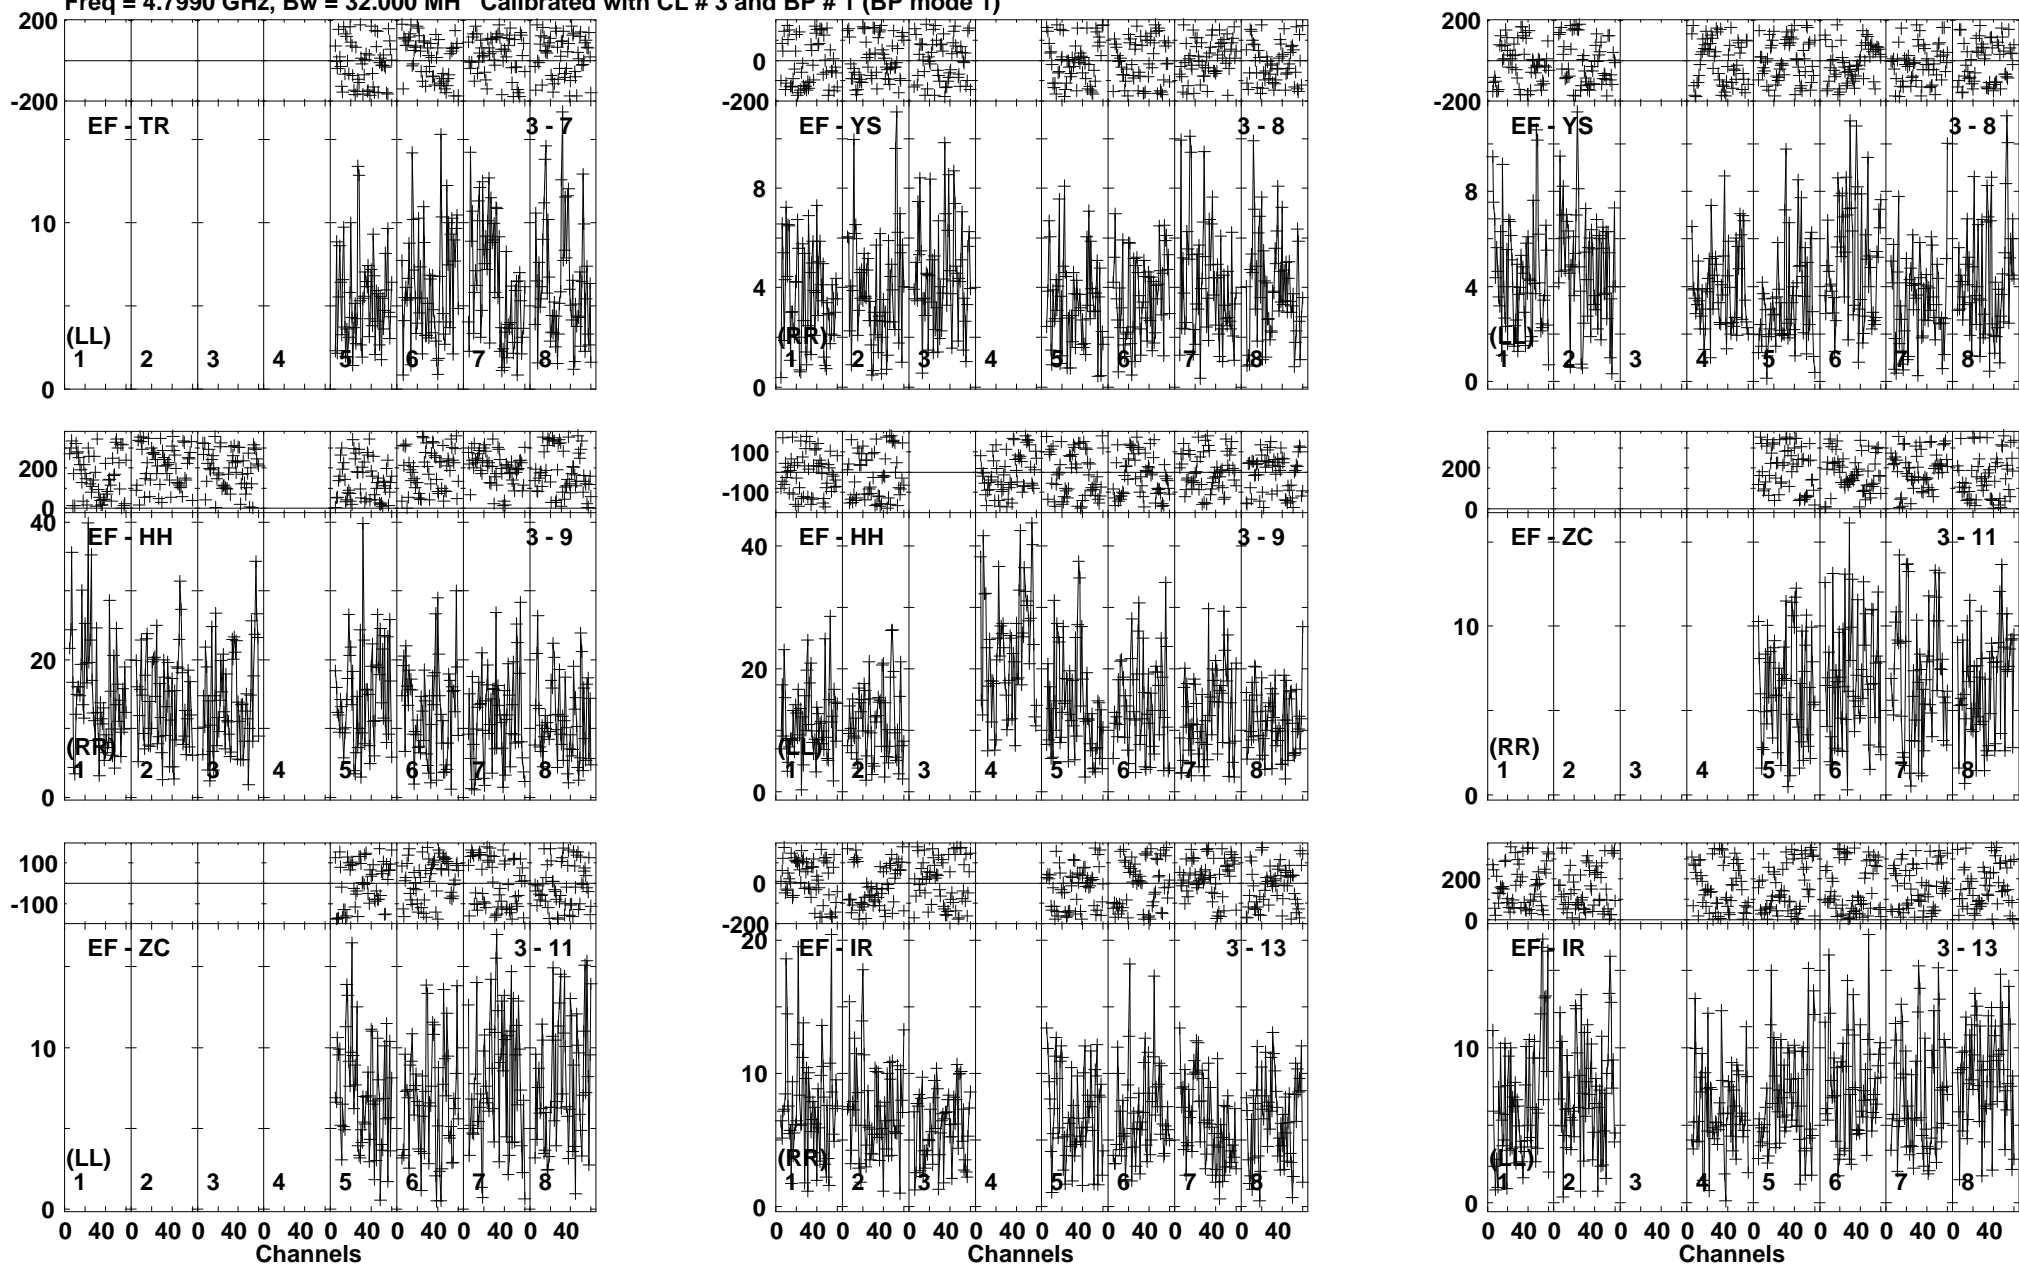 Freq = 4.7990 GHz, Bw = 32.000 MH Calibrated with CL # 3 and BP # 1 (BP mode 1)
200
-200
EF - TR 3 - 7
10
0
(LL)
1 2 3 4 5 6 7 8
200
0
-200
EF - YS 3 - 8
8
4
0
(RR)
1 2 3 4 5 6 7 8
200
-200
EF - YS 3 - 8
8
4
0
(LL)
1 2 3 4 5 6 7 8
200
0
40
EF - HH 3 - 9
20
0
(RR)
1 2 3 4 5 6 7 8
100
-100
EF - HH 3 - 9
40
20
0
(LL)
1 2 3 4 5 6 7 8
200
0
EF - ZC 3 - 11
10
0
(RR)
1 2 3 4 5 6 7 8
100
-100
EF - ZC 3 - 11
10
0
(LL)
1 2 3 4 5 6 7 8
0 40 0 40 0 40 0 40 0 40 0 40 0 40 0 40
Channels
0
-200
20
EF - IR 3 - 13
10
0
(RR)
1 2 3 4 5 6 7 8
0 40 0 40 0 40 0 40 0 40 0 40 0 40 0 40
Channels
200
0
EF - IR 3 - 13
10
0
(LL)
1 2 3 4 5 6 7 8
0 40 0 40 0 40 0 40 0 40 0 40 0 40 0 40
Channels